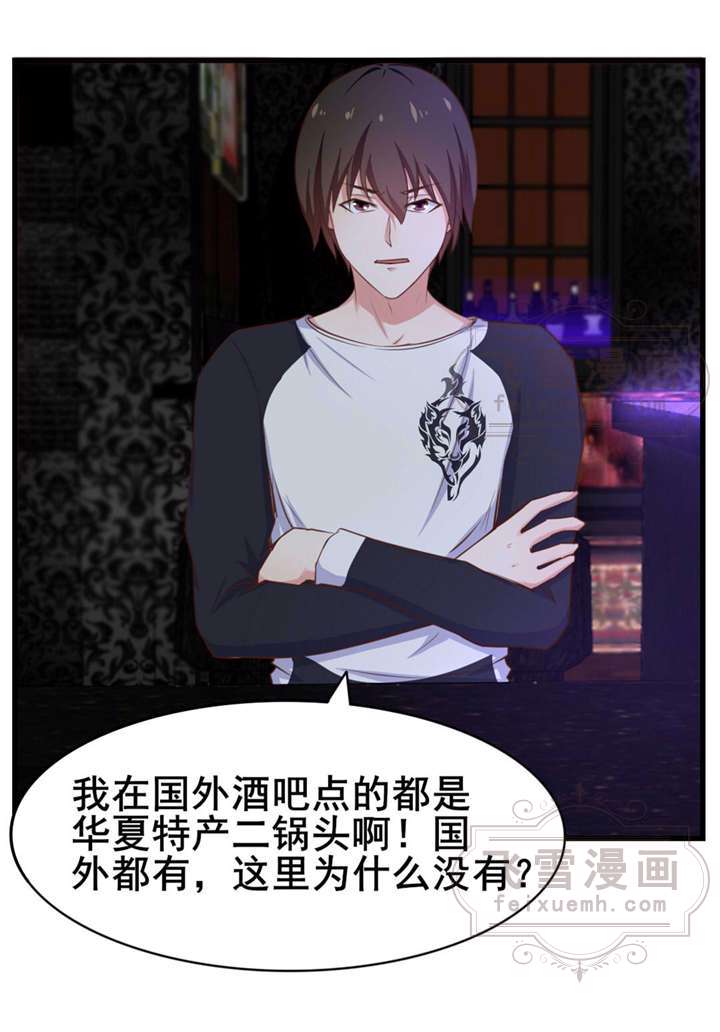 我在国外酒吧点的都是
华夏特产二锅头啊！国
外都有，这里为什么没有？
飞雪漫画
feixuemh.com